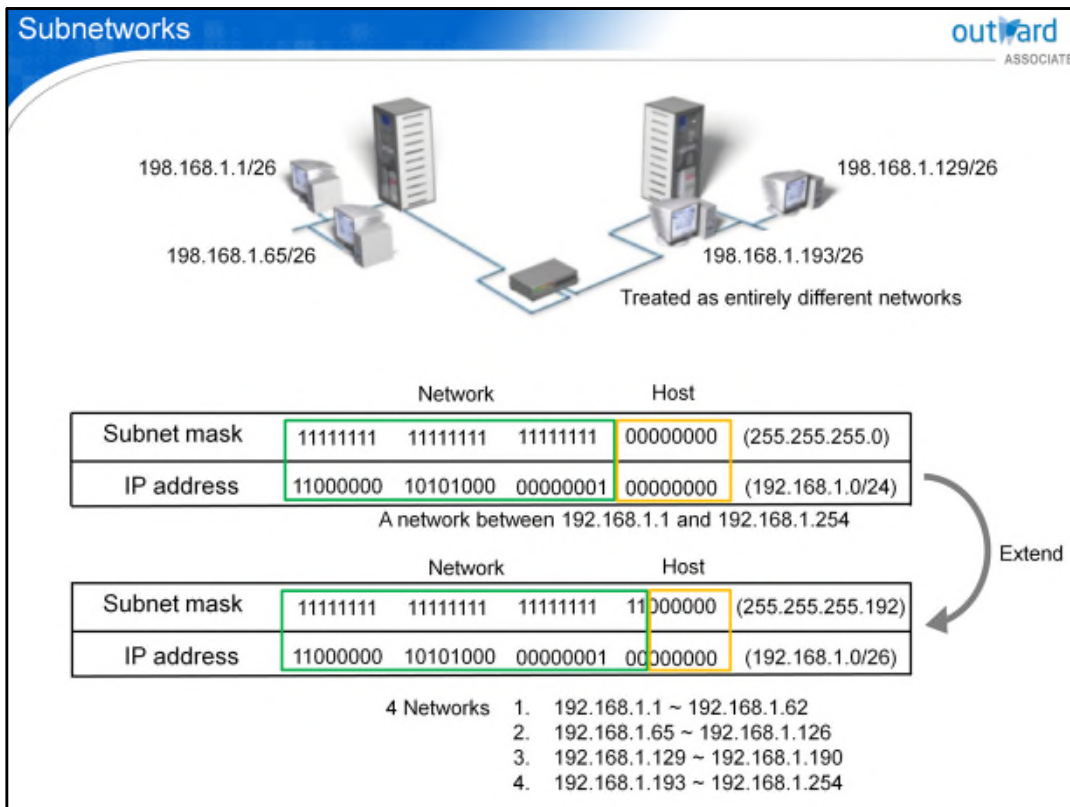 Subnetworks
outward
ASSOCIATE
198.168.1.1/26
198.168.1.129/26
198.168.1.65/26
198.168.1.193/26
Treated as entirely different networks
Network Host
Subnet mask 11111111 11111111 11111111 00000000 (255.255.255.0)
IP address 11000000 10101000 00000001 00000000 (192.168.1.0/24)
A network between 192.168.1.1 and 192.168.1.254
Extend
Network Host
Subnet mask 11111111 11111111 11111111 11000000 (255.255.255.192)
IP address 11000000 10101000 00000001 00000000 (192.168.1.0/26)
4 Networks 1. 192.168.1.1 ~ 192.168.1.62
2. 192.168.1.65 ~ 192.168.1.126
3. 192.168.1.129 ~ 192.168.1.190
4. 192.168.1.193 ~ 192.168.1.254